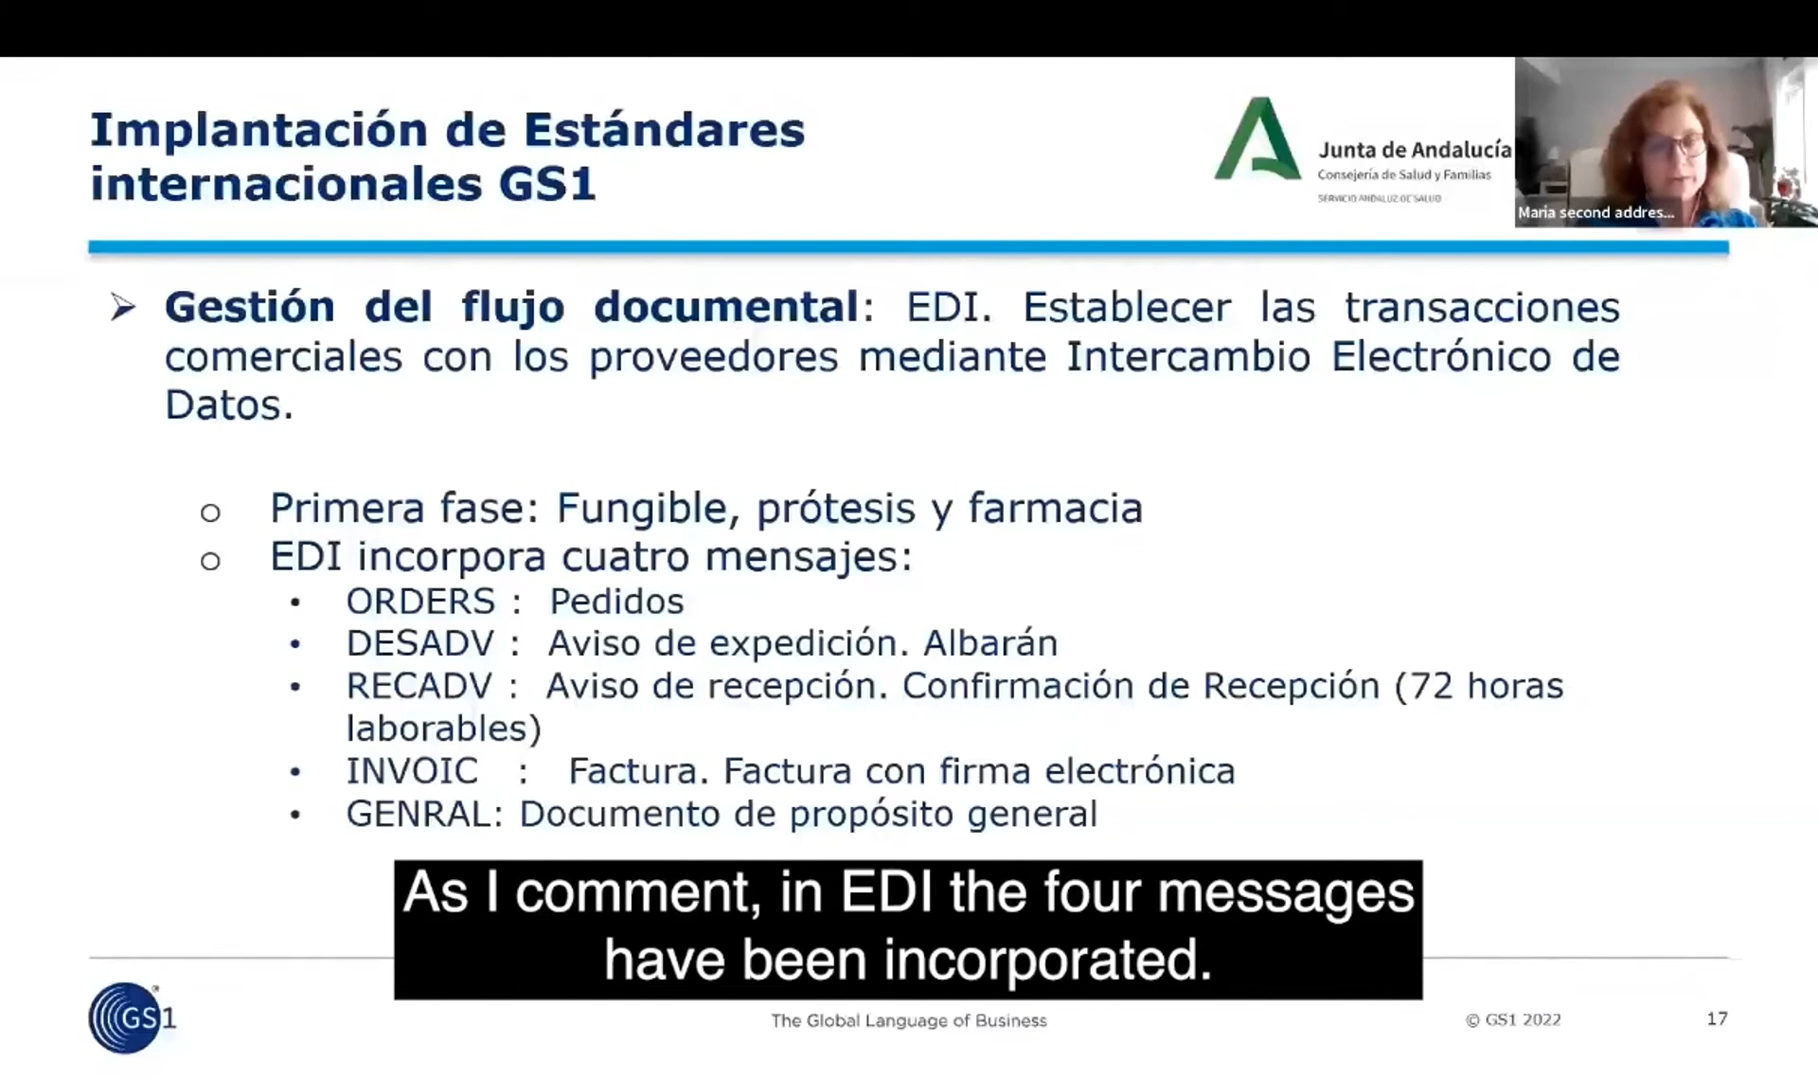 Implantación de Estándares
internacionales GS1
Junta de Andalucía
Consejería de Salud y Familias
SERVICIO ANDALUZ DE SALUD
Maria second addres...
➢ Gestión del flujo documental: EDI. Establecer las transacciones
comerciales con los proveedores mediante Intercambio Electrónico de
Datos.
o Primera fase: Fungible, prótesis y farmacia
o EDI incorpora cuatro mensajes:
• ORDERS : Pedidos
• DESADV : Aviso de expedición. Albarán
• RECADV : Aviso de recepción. Confirmación de Recepción (72 horas
laborables)
• INVOIC : Factura. Factura con firma electrónica
• GENRAL: Documento de propósito general
As I comment, in EDI the four messages
have been incorporated.
GS1
The Global Language of Business
© GS1 2022
17